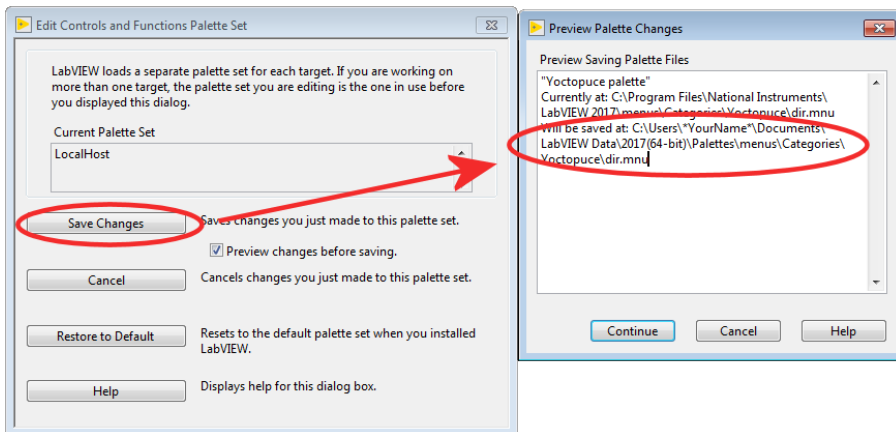 Edit Controls and Functions Palette Set
LabVIEW loads a separate palette set for each target. If you are working on
more than one target, the palette set you are editing is the one in use before
you displayed this dialog.
Current Palette Set
LocalHost
Save Changes
Saves changes you just made to this palette set.
Preview changes before saving.
Cancel
Cancels changes you just made to this palette set.
Restore to Default
Resets to the default palette set when you installed
LabVIEW.
Help
Displays help for this dialog box.
Preview Palette Changes
Preview Saving Palette Files
"Yoctopuce palette"
Currently at: C:\Program Files\National Instruments\
LabVIEW 2017\menus\Categories\Yoctopuce\dir.mnu
Will be saved at: C:\Users\*YourName*\Documents\
LabVIEW Data\2017(64-bit)\Palettes\menus\Categories\
Yoctopuce\dir.mnu
Continue
Cancel
Help